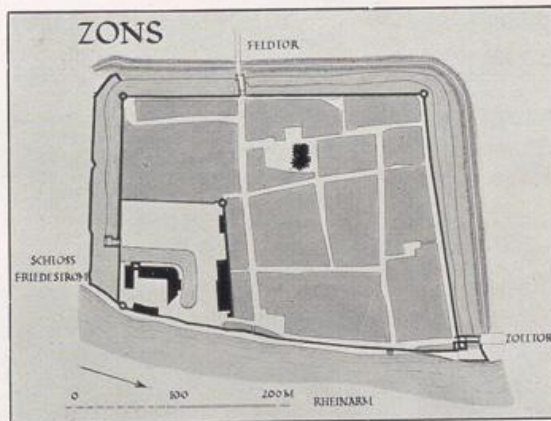 ZONS
FELDTOR
SCHLOSS
FRIEDESTROM
ZOLLTOR
0 100 200 M
RHEINARM